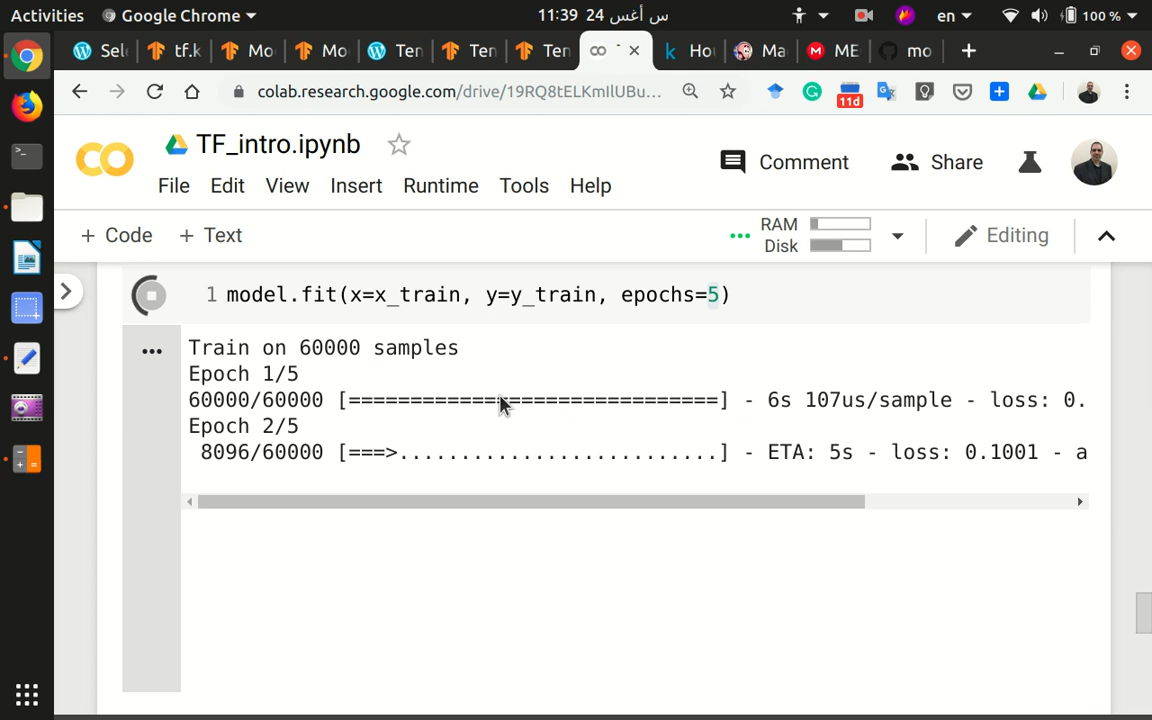 Activities Google Chrome 11:39 24 س أغس en 100 %
Sel tf.k Mo Mo Ten Ten Ten Ho Ma ME mo
colab.research.google.com/drive/19RQ8tELKmIlUBu...
11d
TF_intro.ipynb
Comment Share
File Edit View Insert Runtime Tools Help
+ Code + Text RAM Disk Editing
1 model.fit(x=x_train, y=y_train, epochs=5)
Train on 60000 samples
Epoch 1/5
60000/60000 [==============================] - 6s 107us/sample - loss: 0.
Epoch 2/5
8096/60000 [===>..........................] - ETA: 5s - loss: 0.1001 - a